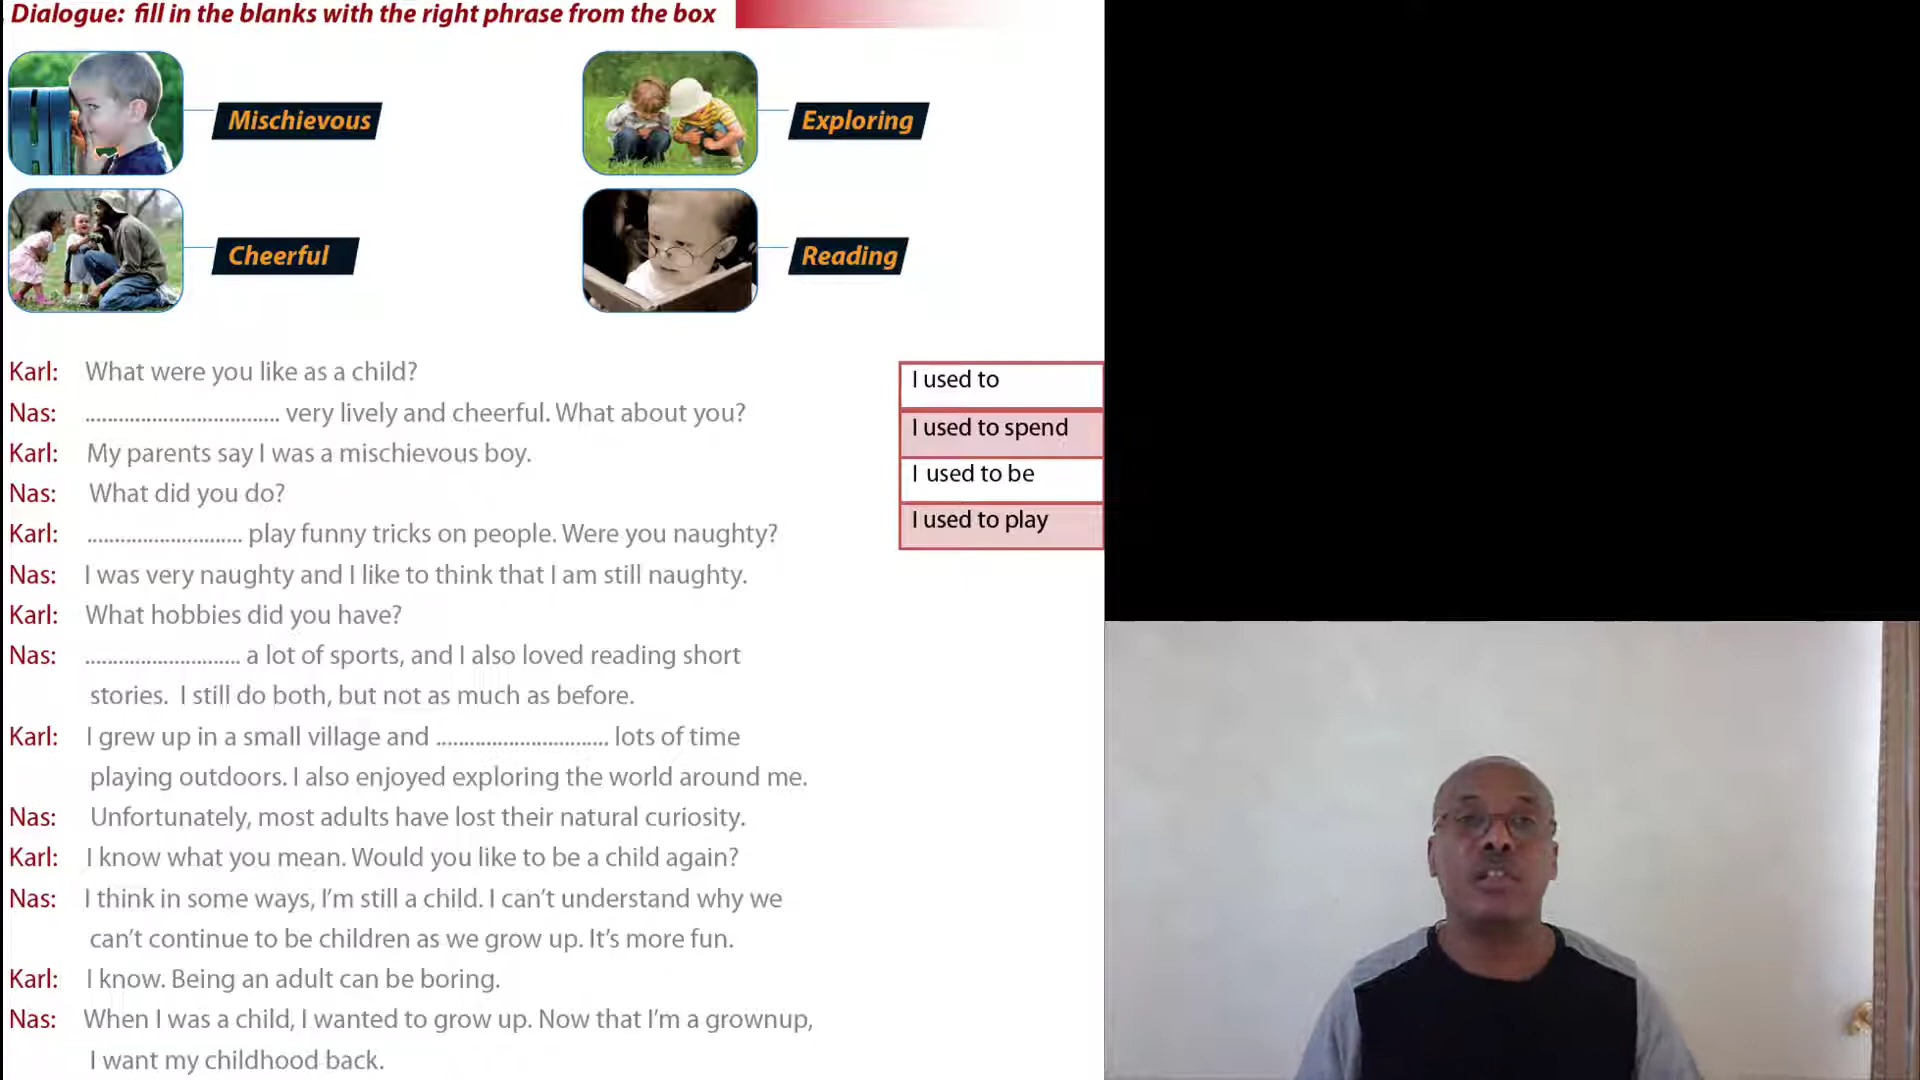 Dialogue: fill in the blanks with the right phrase from the box
Mischievous
Exploring
Cheerful
Reading
Karl: What were you like as a child?
Nas: ................................... very lively and cheerful. What about you?
Karl: My parents say I was a mischievous boy.
Nas: What did you do?
Karl: ............................ play funny tricks on people. Were you naughty?
Nas: I was very naughty and I like to think that I am still naughty.
Karl: What hobbies did you have?
Nas: ............................ a lot of sports, and I also loved reading short
stories. I still do both, but not as much as before.
Karl: I grew up in a small village and ............................... lots of time
playing outdoors. I also enjoyed exploring the world around me.
Nas: Unfortunately, most adults have lost their natural curiosity.
Karl: I know what you mean. Would you like to be a child again?
Nas: I think in some ways, I’m still a child. I can’t understand why we
can’t continue to be children as we grow up. It’s more fun.
Karl: I know. Being an adult can be boring.
Nas: When I was a child, I wanted to grow up. Now that I’m a grownup,
I want my childhood back.
I used to
I used to spend
I used to be
I used to play